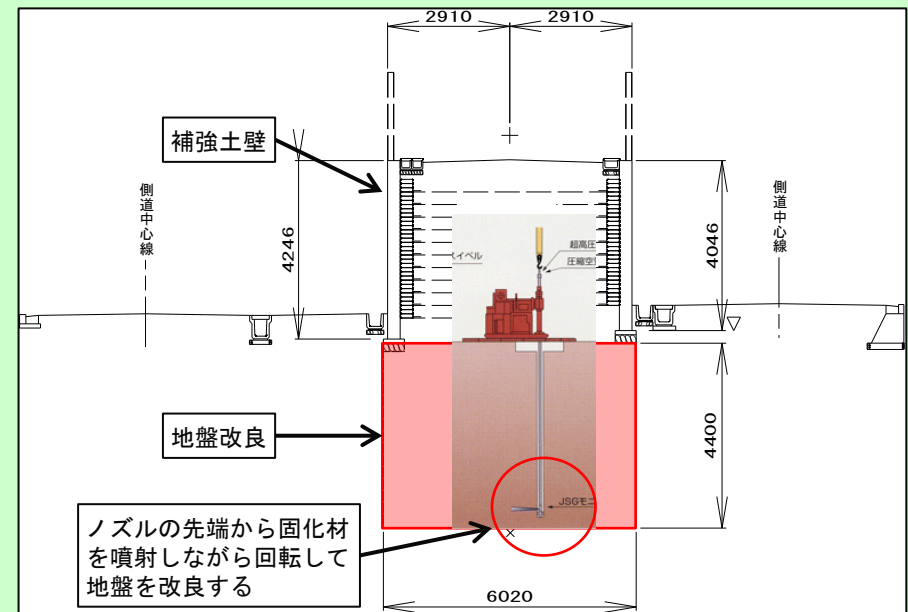 2910
2910
補強土壁
側道中心線
側道中心線
4246
4046
スイベル
超高圧
圧縮空
地盤改良
4400
JSGモニ
ノズルの先端から固化材
を噴射しながら回転して
地盤を改良する
6020